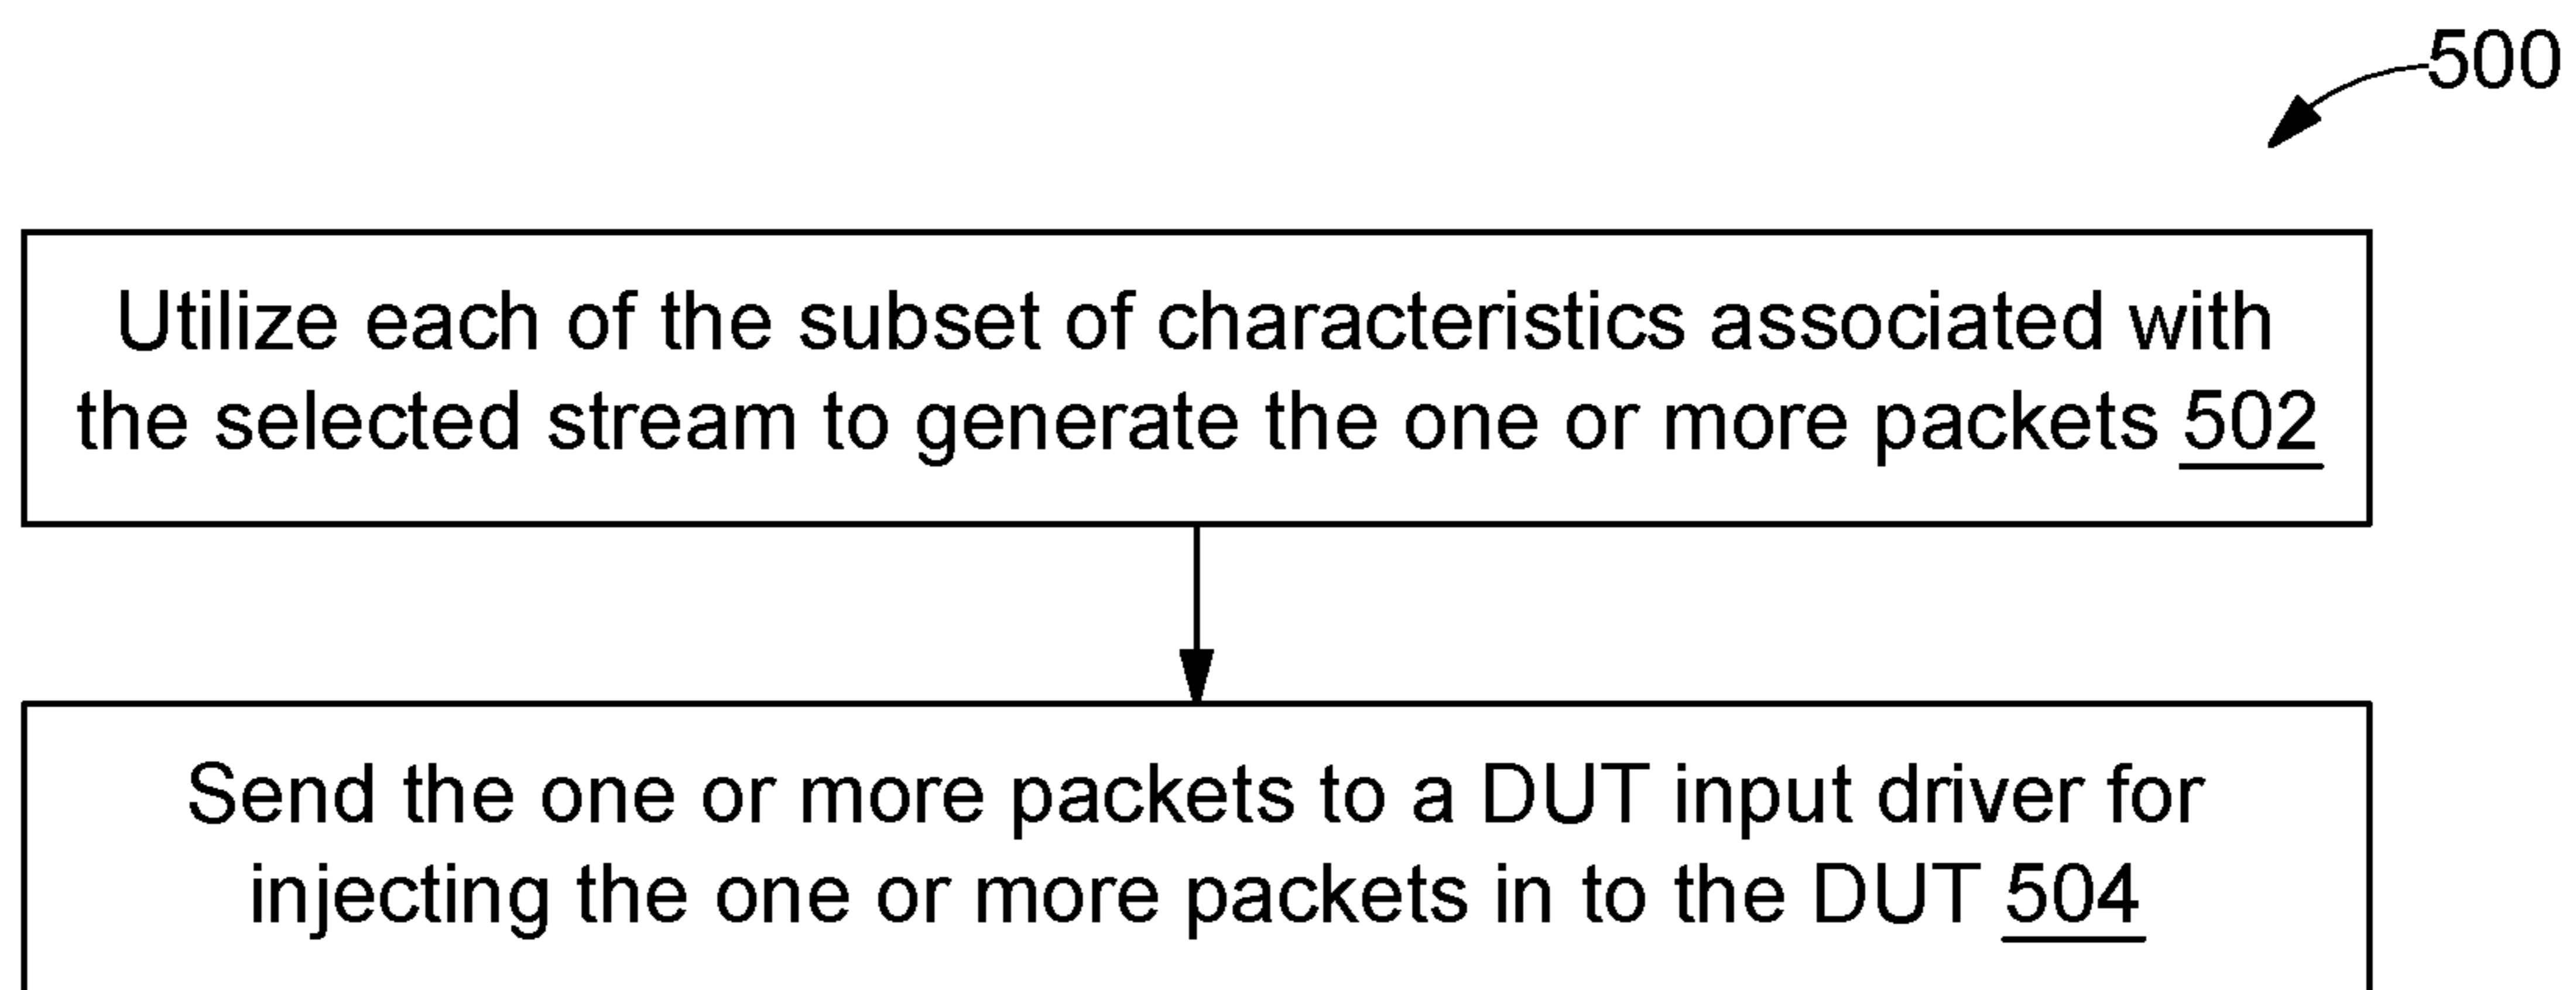 500
Utilize each of the subset of characteristics associated with
the selected stream to generate the one or more packets 502
Send the one or more packets to a DUT input driver for
injecting the one or more packets in to the DUT 504